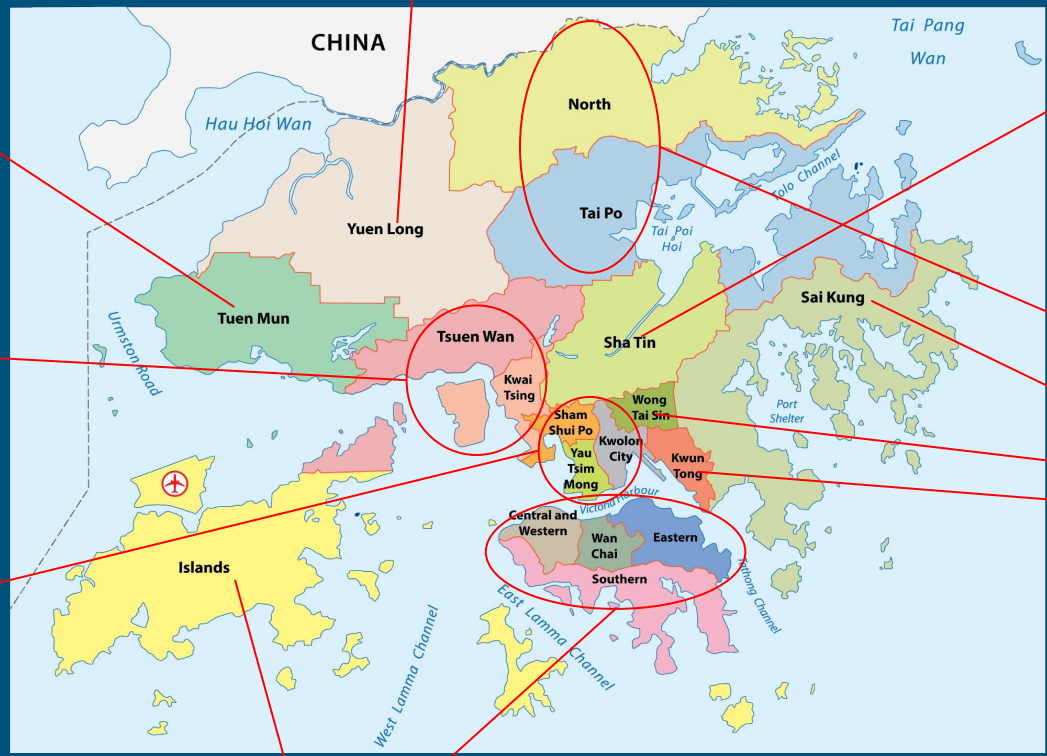 Tai Pang
Wan
CHINA
North
Hau Hoi Wan
Tolo Channel
Tai Po
Tai Poi
Hoi
Yuen Long
Sai Kung
Tuen Mun
Tsuen Wan
Sha Tin
Urmston Road
Kwai
Tsing
Wong
Tai Sin
Port
Shelter
Sham
Shui Po
Kwolon
City
Yau
Tsim
Mong
Kwun
Tong
Victoria Harbour
Central and
Western
Wan
Chai
Eastern
Islands
Southern
Tathong Channel
East Lamma Channel
West Lamma Channel